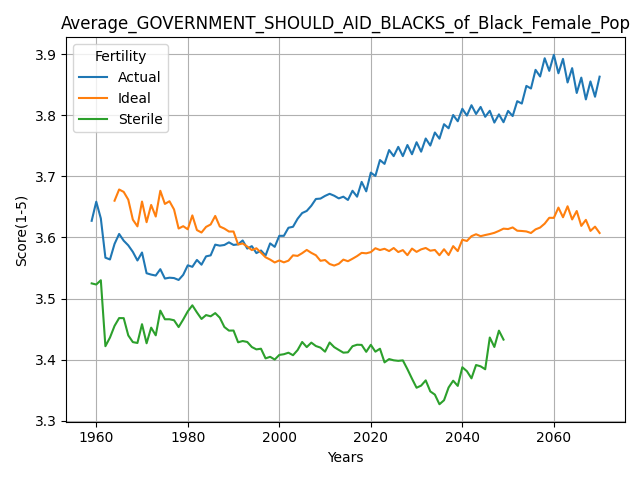 Average_GOVERNMENT_SHOULD_AID_BLACKS_of_Black_Female_Pop
Fertility
Actual
Ideal
Sterile
Score(1-5)
3.9
3.8
3.7
3.6
3.5
3.4
3.3
1960 1980 2000 2020 2040 2060
Years